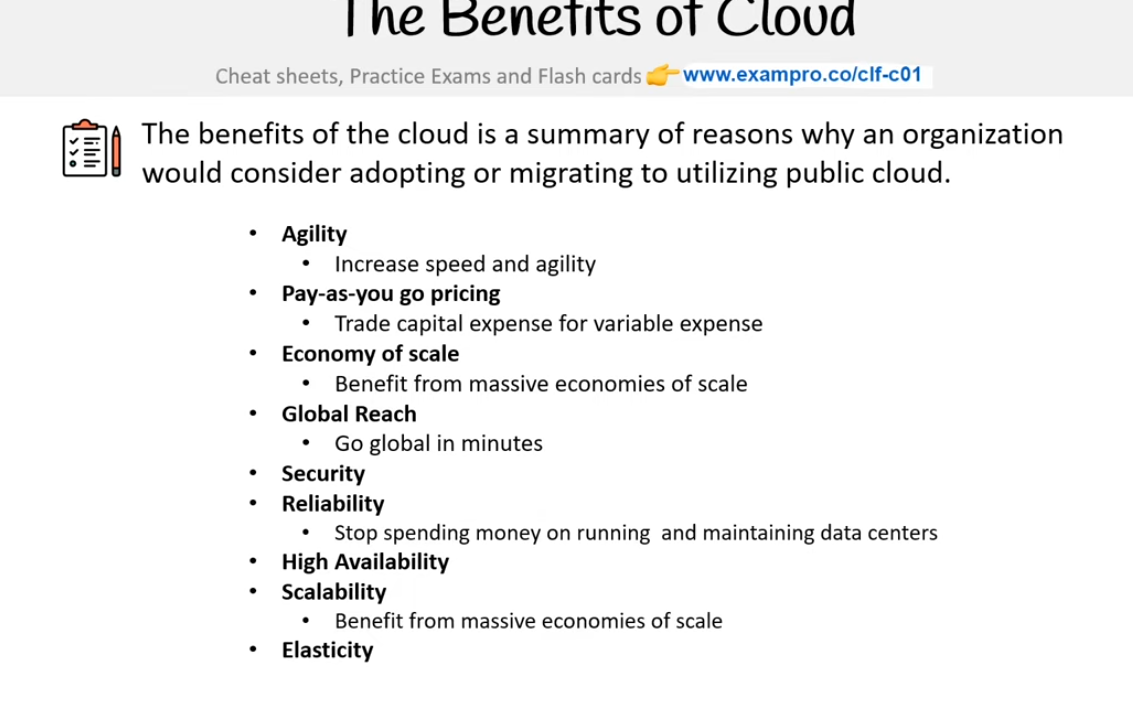 The Benefits of Cloud
Cheat sheets, Practice Exams and Flash cards 👉 www.exampro.co/clf-c01
The benefits of the cloud is a summary of reasons why an organization
would consider adopting or migrating to utilizing public cloud.
• Agility
• Increase speed and agility
• Pay-as-you go pricing
• Trade capital expense for variable expense
• Economy of scale
• Benefit from massive economies of scale
• Global Reach
• Go global in minutes
• Security
• Reliability
• Stop spending money on running and maintaining data centers
• High Availability
• Scalability
• Benefit from massive economies of scale
• Elasticity